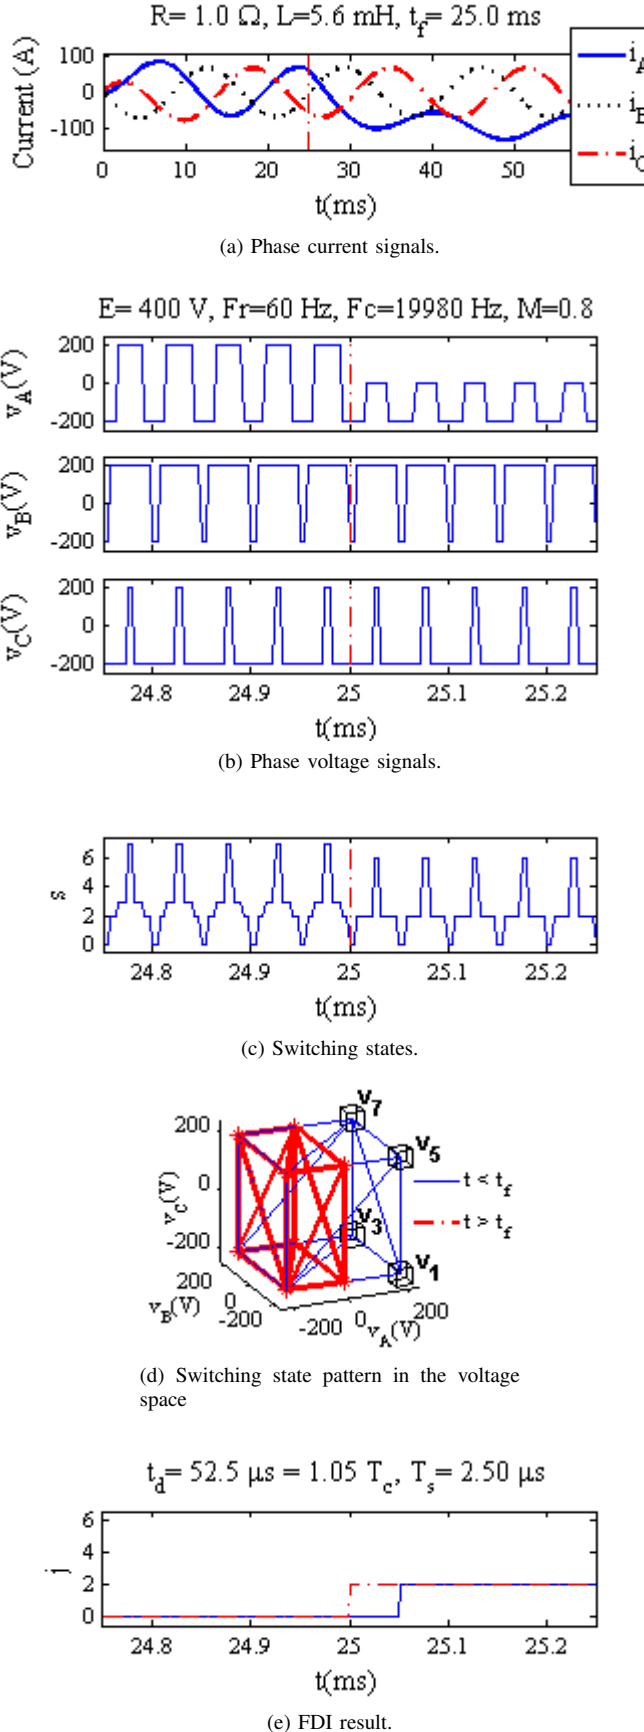 R= 1.0 Ω, L=5.6 mH, t_f= 25.0 ms
Current (A)
100
0
-100
i_A
i_B
i_C
0 10 20 30 40 50
t(ms)
(a) Phase current signals.
E= 400 V, Fr=60 Hz, Fc=19980 Hz, M=0.8
v_A(V)
200
0
-200
v_B(V)
200
0
-200
v_C(V)
200
0
-200
24.8 24.9 25 25.1 25.2
t(ms)
(b) Phase voltage signals.
s
6
4
2
0
24.8 24.9 25 25.1 25.2
t(ms)
(c) Switching states.
v_C(V)
200
0
-200
v_B(V)
200
0
-200
-200
0
200
v_A(V)
v_7
v_5
v_3
v_1
t < t_f
t > t_f
(d) Switching state pattern in the voltage
space
t_d= 52.5 μs = 1.05 T_c, T_s= 2.50 μs
j
6
4
2
0
24.8 24.9 25 25.1 25.2
t(ms)
(e) FDI result.